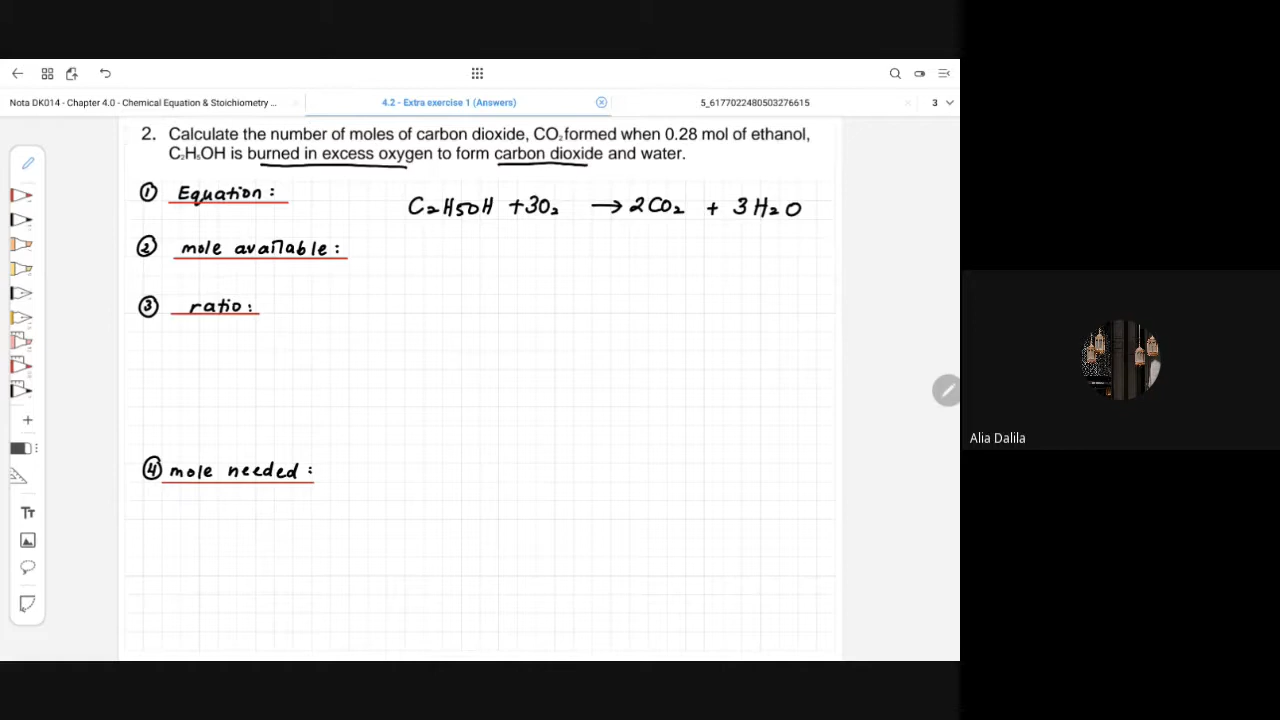 Nota DK014 - Chapter 4.0 - Chemical Equation & Stoichiometry ...
4.2 - Extra exercise 1 (Answers)
5_6177022480503276615
3
2. Calculate the number of moles of carbon dioxide, CO₂ formed when 0.28 mol of ethanol,
C₂H₅OH is burned in excess oxygen to form carbon dioxide and water.
① Equation : C₂H5OH + 3O₂ → 2CO₂ + 3H₂O
② mole available :
③ ratio :
④ mole needed :
Tт
Alia Dalila